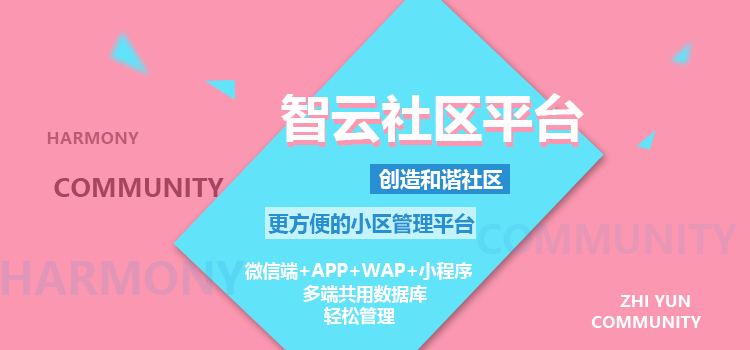 智云社区平台
HARMONY
创造和谐社区
COMMUNITY
更方便的小区管理平台
COMMUNITY
HARMONY
微信端+APP+WAP+小程序
多端共用数据库
轻松管理
ZHI YUN
COMMUNITY